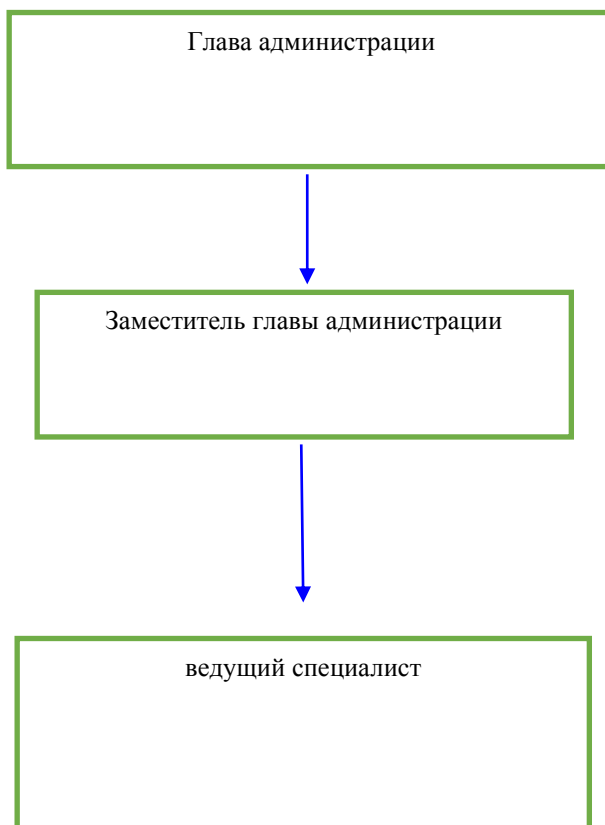 Глава администрации
Заместитель главы администрации
ведущий специалист